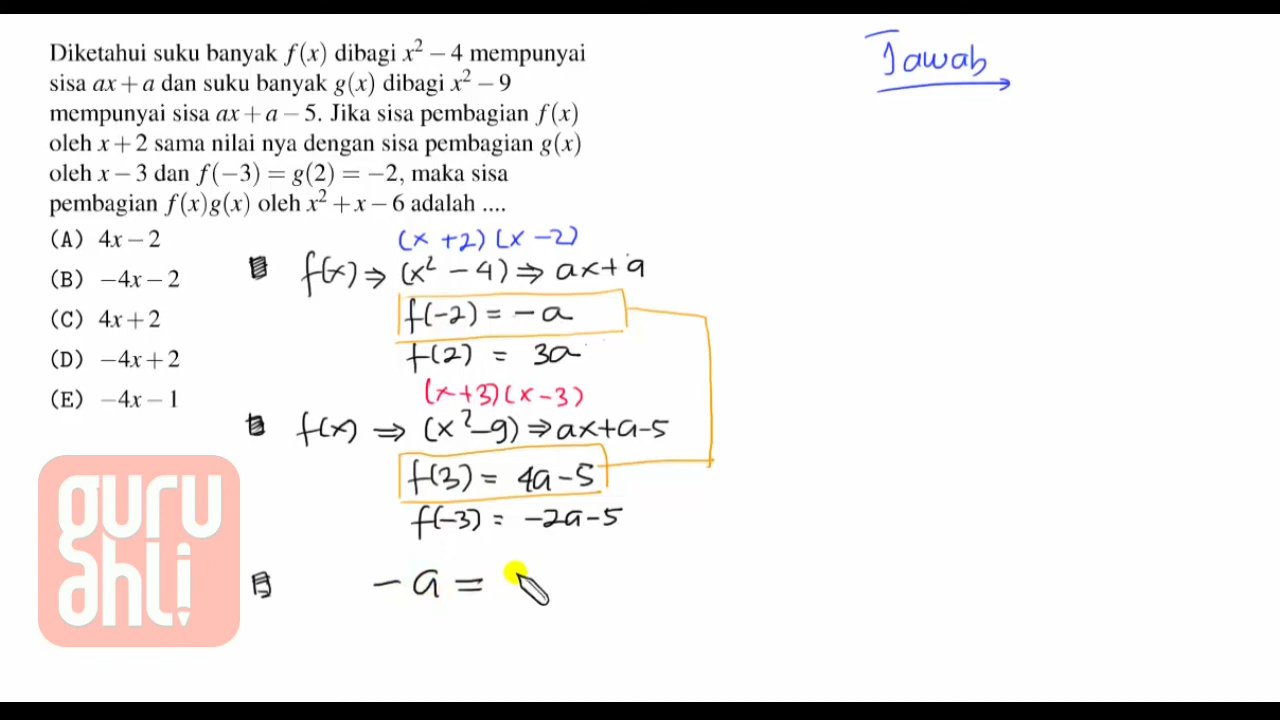 Diketahui suku banyak f(x) dibagi x² − 4 mempunyai
sisa ax + a dan suku banyak g(x) dibagi x² − 9
mempunyai sisa ax + a − 5. Jika sisa pembagian f(x)
oleh x + 2 sama nilai nya dengan sisa pembagian g(x)
oleh x − 3 dan f(−3) = g(2) = −2, maka sisa
pembagian f(x)g(x) oleh x² + x − 6 adalah ....
(A) 4x − 2
(B) −4x − 2
(C) 4x + 2
(D) −4x + 2
(E) −4x − 1
Jawab
(x + 2) (x − 2)
f(x) ⇒ (x² − 4) ⇒ ax + a
f(−2) = −a
f(2) = 3a
(x + 3) (x − 3)
f(x) ⇒ (x² − 9) ⇒ ax + a − 5
f(3) = 4a − 5
f(−3) = −2a − 5
− a =
guru
ahli